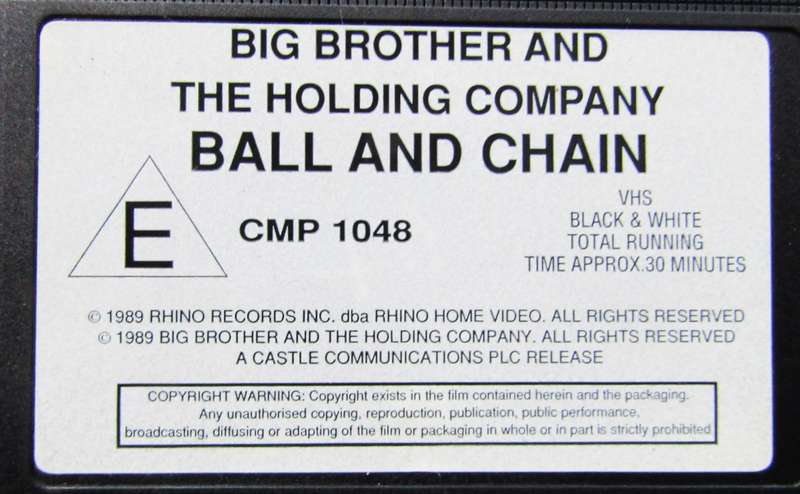 BIG BROTHER AND
THE HOLDING COMPANY
BALL AND CHAIN
E
CMP 1048
VHS
BLACK & WHITE
TOTAL RUNNING
TIME APPROX.30 MINUTES
© 1989 RHINO RECORDS INC. dba RHINO HOME VIDEO. ALL RIGHTS RESERVED
© 1989 BIG BROTHER AND THE HOLDING COMPANY. ALL RIGHTS RESERVED
A CASTLE COMMUNICATIONS PLC RELEASE
COPYRIGHT WARNING: Copyright exists in the film contained herein and the packaging.
Any unauthorised copying, reproduction, publication, public performance,
broadcasting, diffusing or adapting of the film or packaging in whole or in part is strictly prohibited